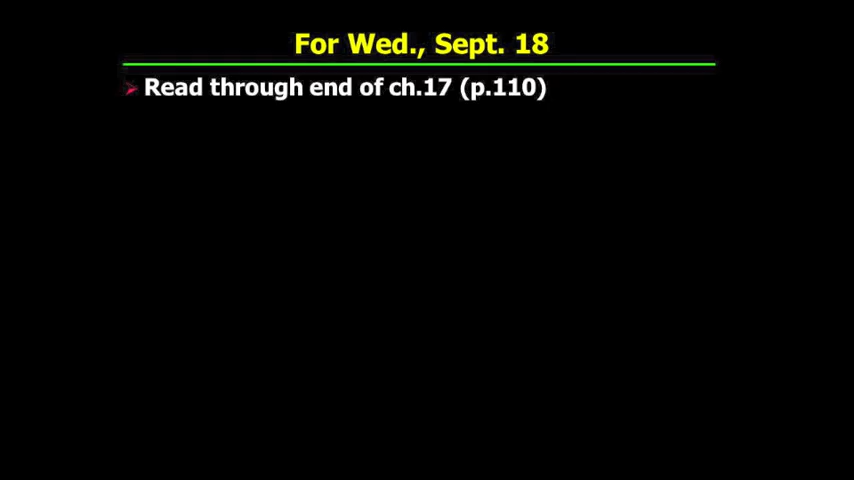 For Wed., Sept. 18
Read through end of ch.17 (p.110)